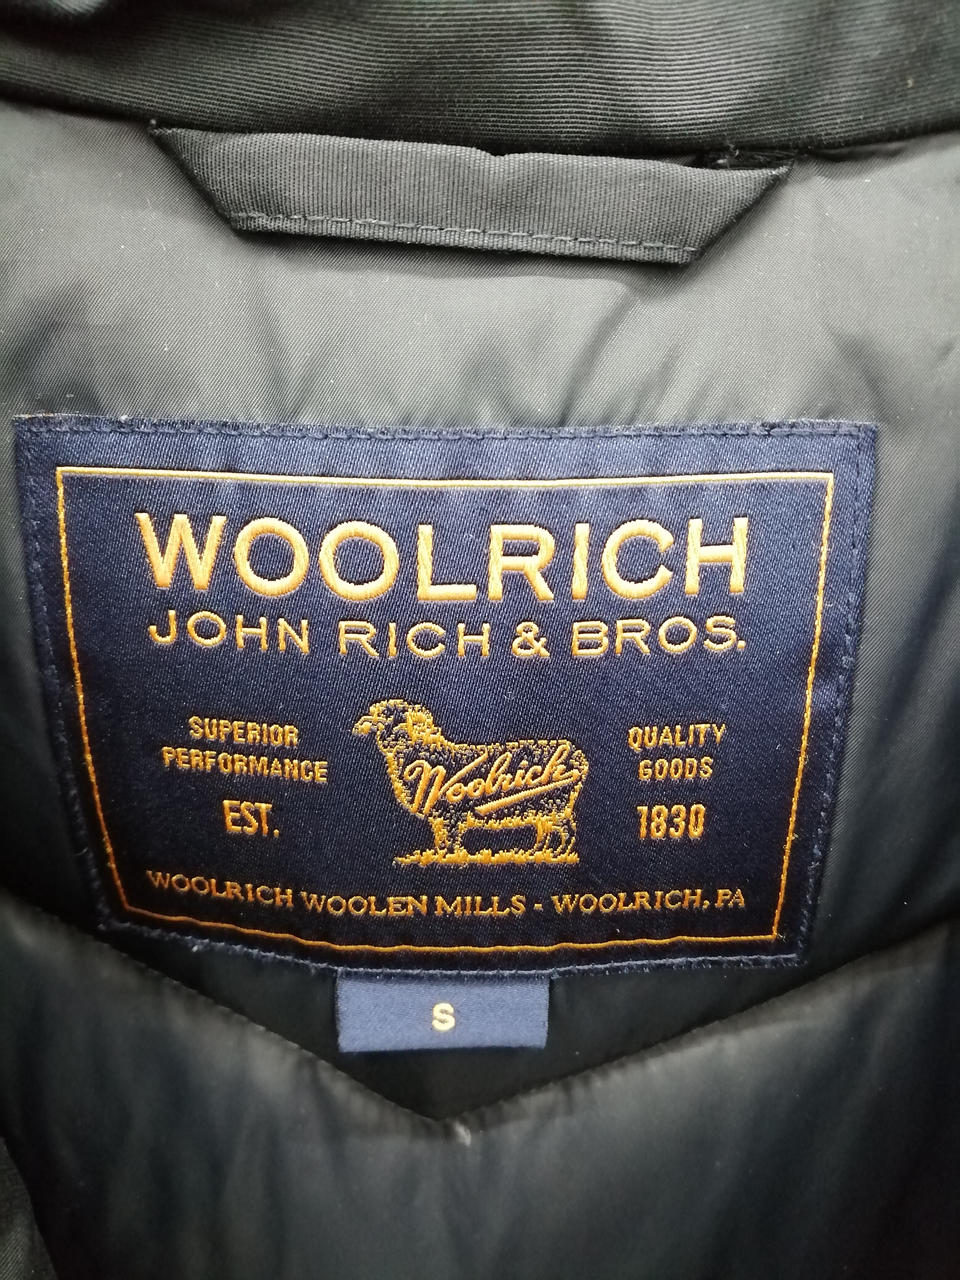 WOOLRICH
JOHN RICH & BROS.
SUPERIOR
PERFORMANCE
EST.
Woolrich
QUALITY
GOODS
1830
WOOLRICH WOOLEN MILLS - WOOLRICH, PA
S